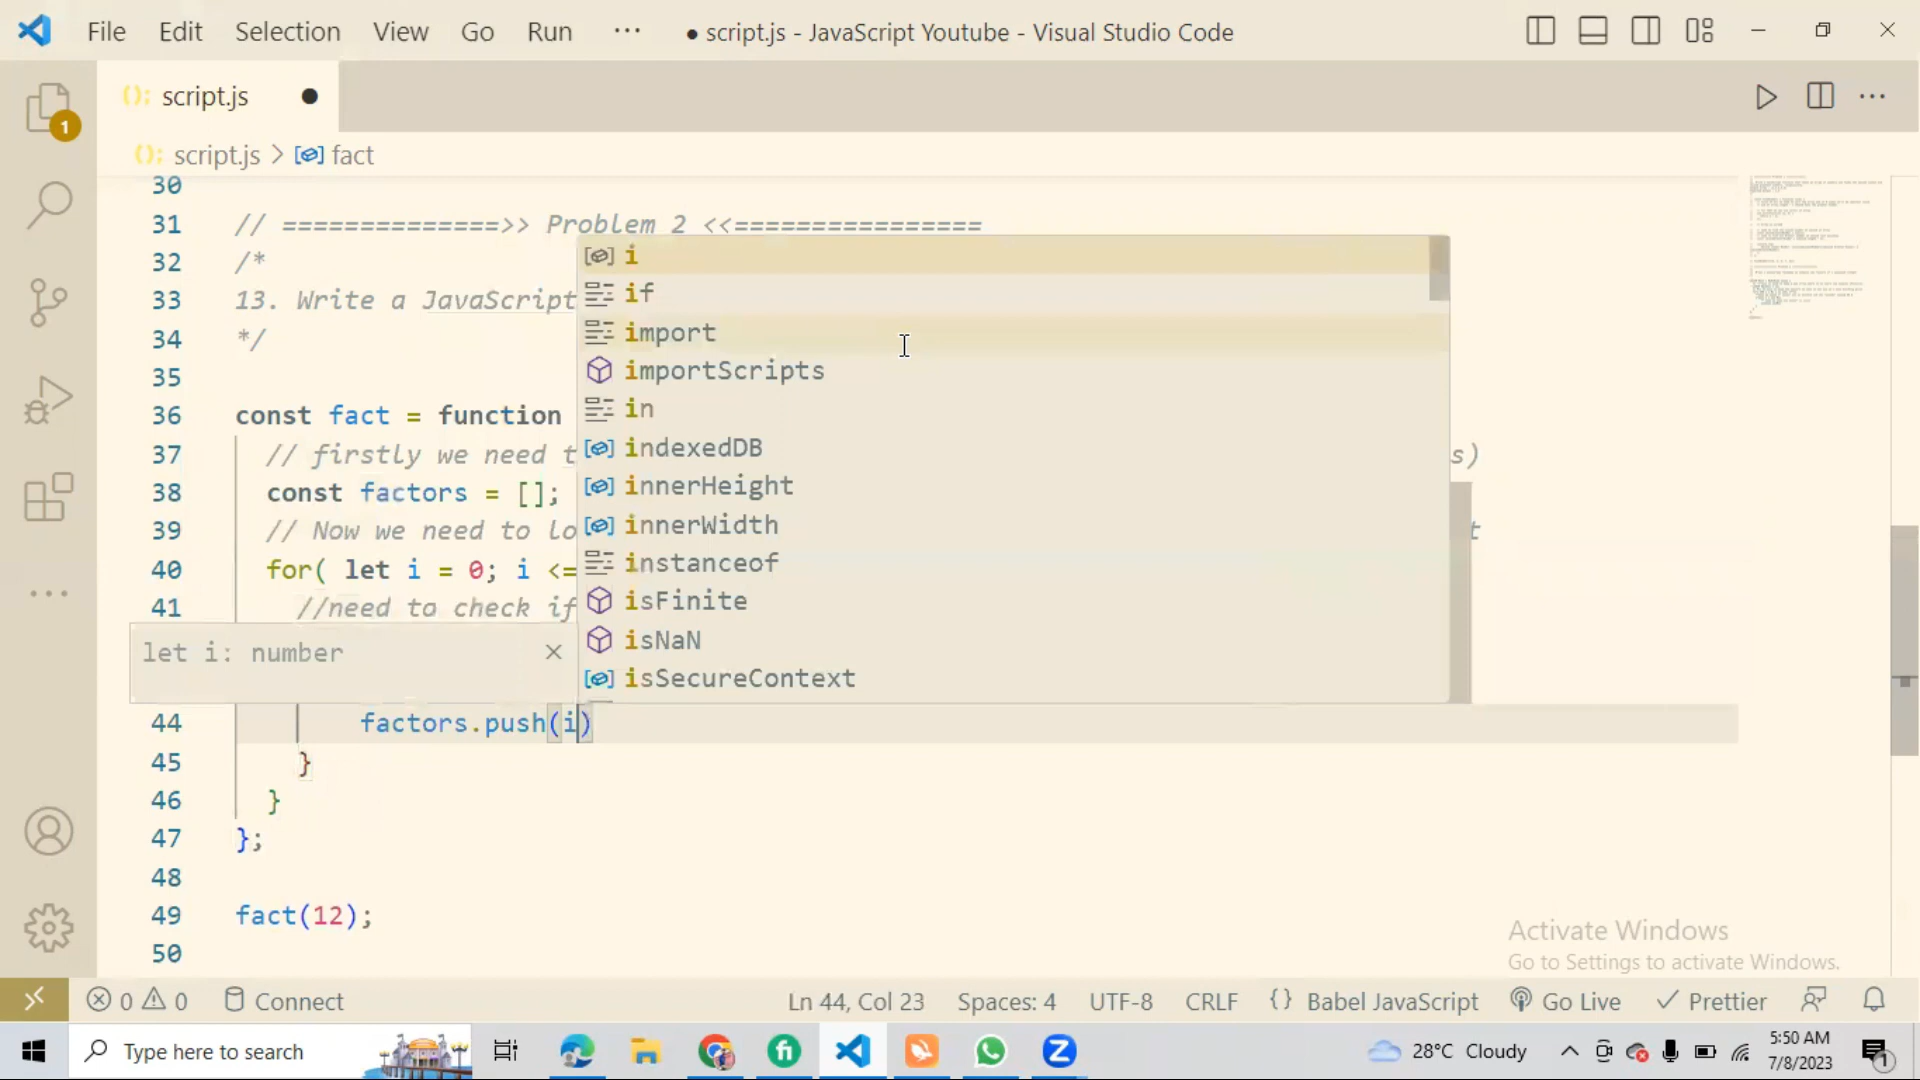 File Edit Selection View Go Run ··· ● script.js - JavaScript Youtube - Visual Studio Code
script.js ●
script.js > fact
30
31 // ==============>> Problem 2 <<================
32 /*
33 13. Write a JavaScript
34 */
35
36 const fact = function
37 // firstly we need t s)
38 const factors = [];
39 // Now we need to lo t
40 for( let i = 0; i <=
41 //need to check if
i
if
import
importScripts
in
indexedDB
innerHeight
innerWidth
instanceof
isFinite
isNaN
isSecureContext
let i: number ×
44 factors.push(i)
45 }
46 }
47 };
48
49 fact(12);
50
1
Activate Windows
Go to Settings to activate Windows.
0 0 Connect Ln 44, Col 23 Spaces: 4 UTF-8 CRLF {} Babel JavaScript Go Live Prettier
Type here to search 28°C Cloudy 5:50 AM
7/8/2023 1